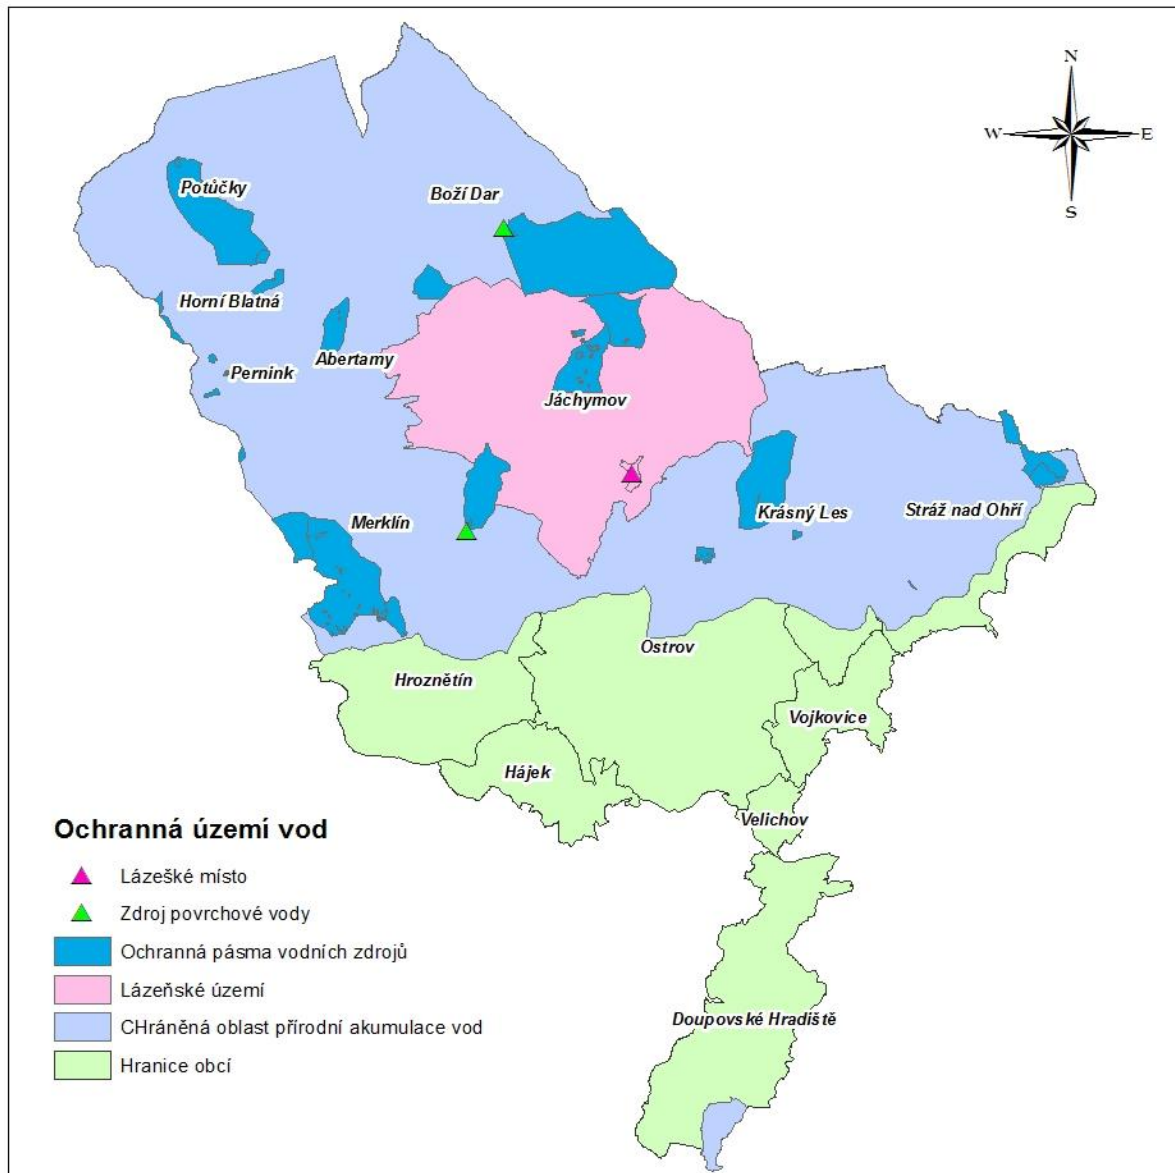 N
W E
S
Potůčky
Boží Dar
Horní Blatná
Abertamy
Pernink
Jáchymov
Merklín
Krásný Les
Stráž nad Ohří
Ostrov
Hroznětín
Vojkovice
Hájek
Velichov
Doupovské Hradiště
Ochranná území vod
Lázešké místo
Zdroj povrchové vody
Ochranná pásma vodních zdrojů
Lázeňské území
CHráněná oblast přírodní akumulace vod
Hranice obcí